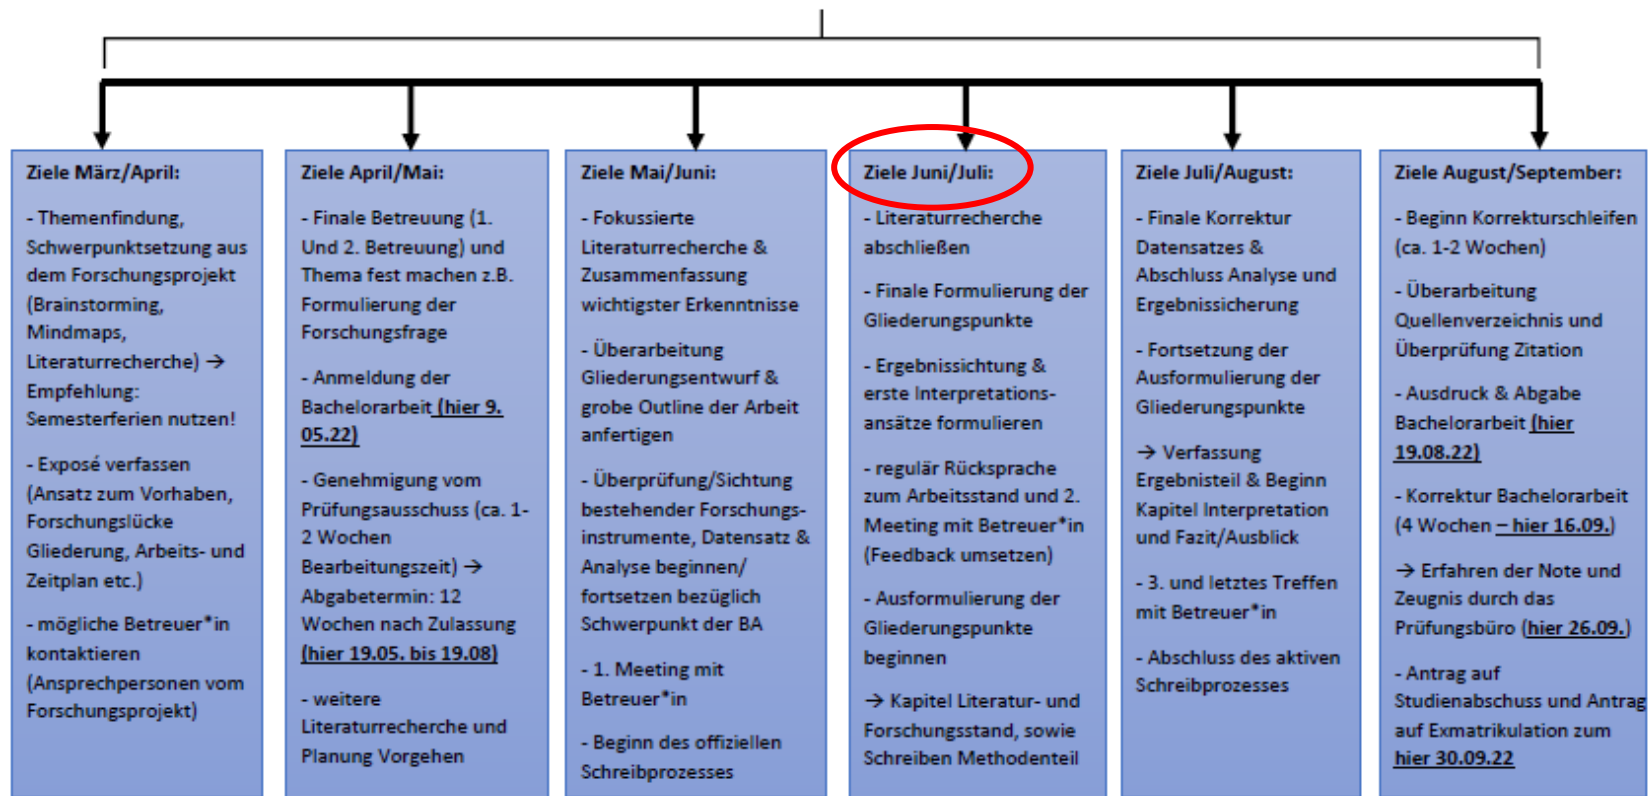 Ziele März/April:
- Themenfindung,
Schwerpunktsetzung aus
dem Forschungsprojekt
(Brainstorming,
Mindmaps,
Literaturrecherche) →
Empfehlung:
Semesterferien nutzen!
- Exposé verfassen
(Ansatz zum Vorhaben,
Forschungslücke
Gliederung, Arbeits- und
Zeitplan etc.)
- mögliche Betreuer*in
kontaktieren
(Ansprechpersonen vom
Forschungsprojekt)
Ziele April/Mai:
- Finale Betreuung (1.
Und 2. Betreuung) und
Thema fest machen z.B.
Formulierung der
Forschungsfrage
- Anmeldung der
Bachelorarbeit (hier 9.
05.22)
- Genehmigung vom
Prüfungsausschuss (ca. 1-
2 Wochen
Bearbeitungszeit) →
Abgabetermin: 12
Wochen nach Zulassung
(hier 19.05. bis 19.08)
- weitere
Literaturrecherche und
Planung Vorgehen
Ziele Mai/Juni:
- Fokussierte
Literaturrecherche &
Zusammenfassung
wichtigster Erkenntnisse
- Überarbeitung
Gliederungsentwurf &
grobe Outline der Arbeit
anfertigen
- Überprüfung/Sichtung
bestehender Forschungs-
instrumente, Datensatz &
Analyse beginnen/
fortsetzen bezüglich
Schwerpunkt der BA
- 1. Meeting mit
Betreuer*in
- Beginn des offiziellen
Schreibprozesses
Ziele Juni/Juli:
- Literaturrecherche
abschließen
- Finale Formulierung der
Gliederungspunkte
- Ergebnissichtung &
erste Interpretations-
ansätze formulieren
- regulär Rücksprache
zum Arbeitsstand und 2.
Meeting mit Betreuer*in
(Feedback umsetzen)
- Ausformulierung der
Gliederungspunkte
beginnen
→ Kapitel Literatur- und
Forschungsstand, sowie
Schreiben Methodenteil
Ziele Juli/August:
- Finale Korrektur
Datensatzes &
Abschluss Analyse und
Ergebnissicherung
- Fortsetzung der
Ausformulierung der
Gliederungspunkte
→ Verfassung
Ergebnisteil & Beginn
Kapitel Interpretation
und Fazit/Ausblick
- 3. und letztes Treffen
mit Betreuer*in
- Abschluss des aktiven
Schreibprozesses
Ziele August/September:
- Beginn Korrekturschleifen
(ca. 1-2 Wochen)
- Überarbeitung
Quellenverzeichnis und
Überprüfung Zitation
- Ausdruck & Abgabe
Bachelorarbeit (hier
19.08.22)
- Korrektur Bachelorarbeit
(4 Wochen – hier 16.09.)
→ Erfahren der Note und
Zeugnis durch das
Prüfungsbüro (hier 26.09.)
- Antrag auf
Studienabschuss und Antrag
auf Exmatrikulation zum
hier 30.09.22